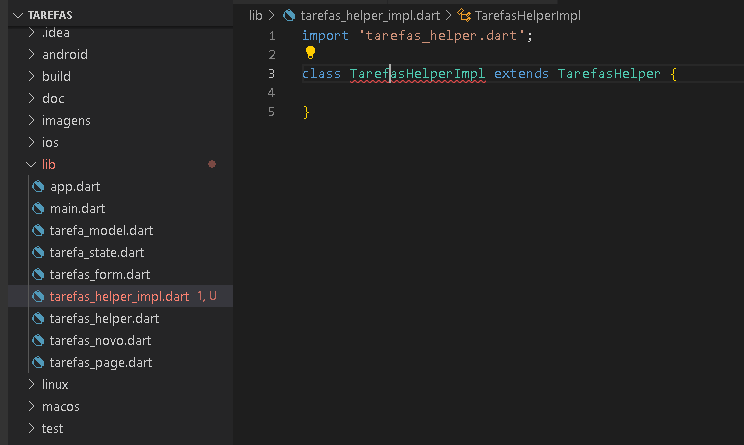 TAREFAS
.idea
android
build
doc
imagens
ios
lib
app.dart
main.dart
tarefa_model.dart
tarefa_state.dart
tarefas_form.dart
tarefas_helper_impl.dart 1, U
tarefas_helper.dart
tarefas_novo.dart
tarefas_page.dart
linux
macos
test
lib > tarefas_helper_impl.dart > TarefasHelperImpl
1 import 'tarefas_helper.dart';
2
3 class TarefasHelperImpl extends TarefasHelper {
4
5 }